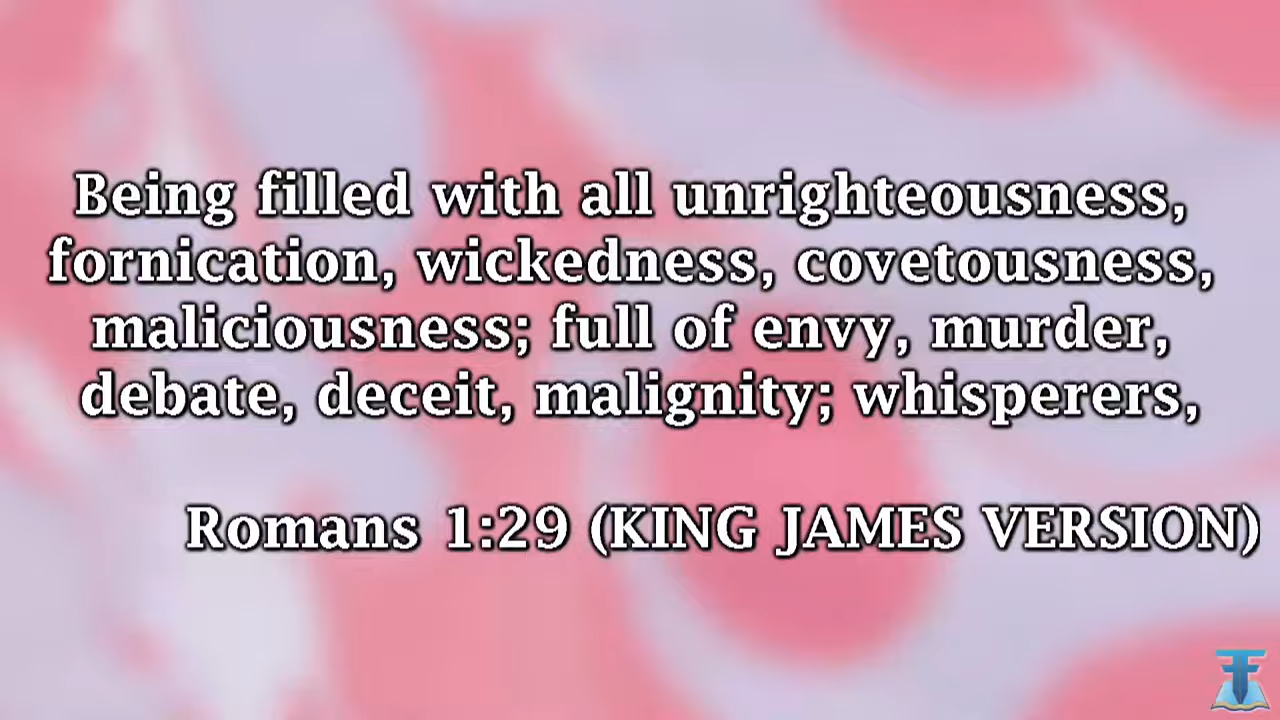 Being filled with all unrighteousness,
fornication, wickedness, covetousness,
maliciousness; full of envy, murder,
debate, deceit, malignity; whisperers,
Romans 1:29 (KING JAMES VERSION)